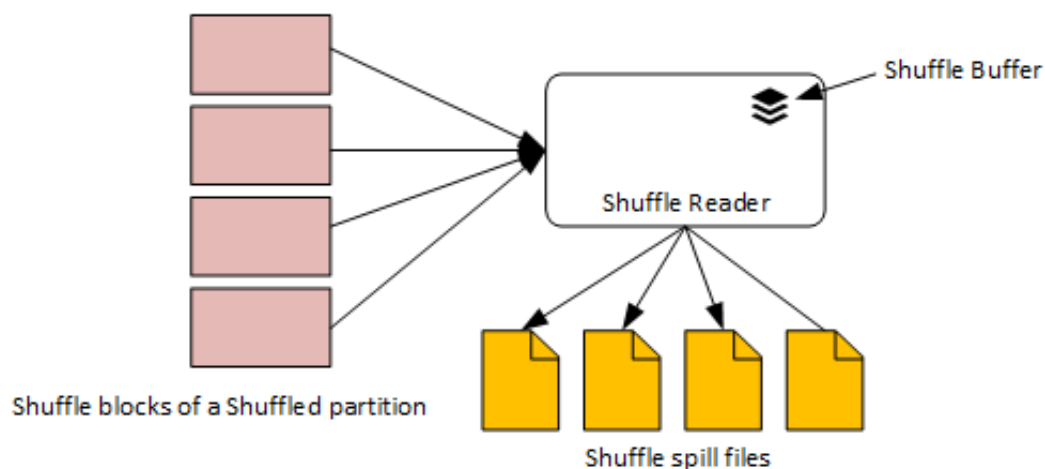 Shuffle Buffer
Shuffle Reader
Shuffle blocks of a Shuffled partition
Shuffle spill files